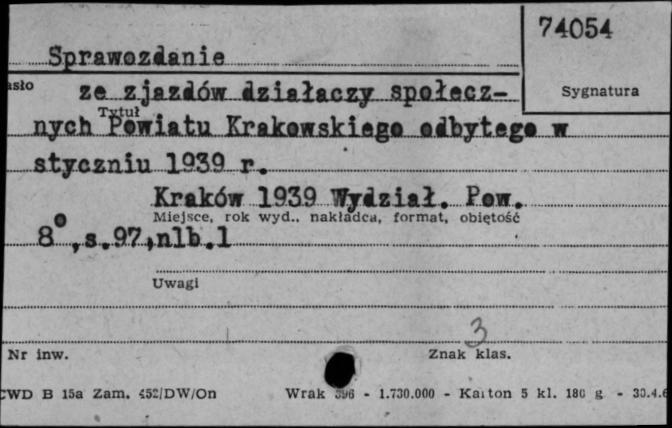 74054
Sprawozdanie
Sygnatura
asło
ze zjazdów działaczy społecz-
Tytuł
nych Powiatu Krakowskiego odbytego w
styczniu 1939 r.
Kraków 1939 Wydział. Pow.
Miejsce, rok wyd., nakładca, format, obiętość
8°, s.97, nlb.1
Uwagi
3
Nr inw.
Znak klas.
CWD B 15a Zam. 452/DW/On Wrak 396 - 1.730.000 - Karton 5 kl. 180 g - 30.4.6